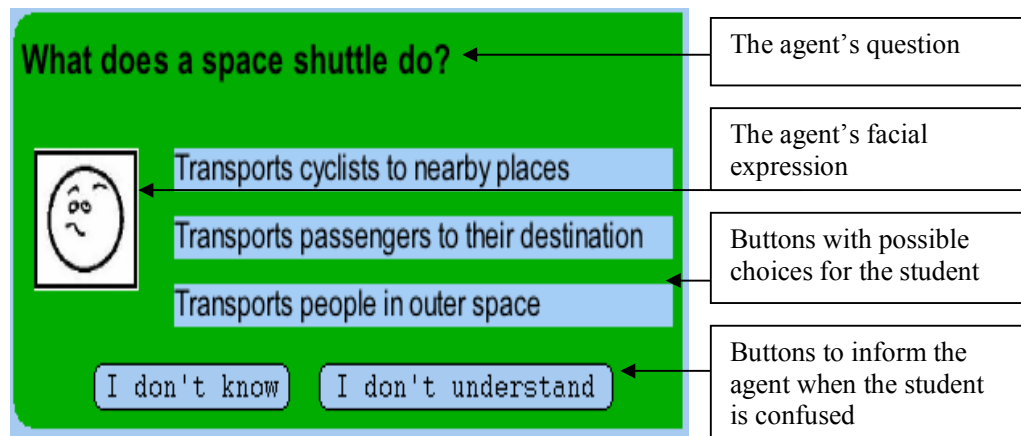 What does a space shuttle do?
Transports cyclists to nearby places
Transports passengers to their destination
Transports people in outer space
I don't know
I don't understand
The agent’s question
The agent’s facial
expression
Buttons with possible
choices for the student
Buttons to inform the
agent when the student
is confused